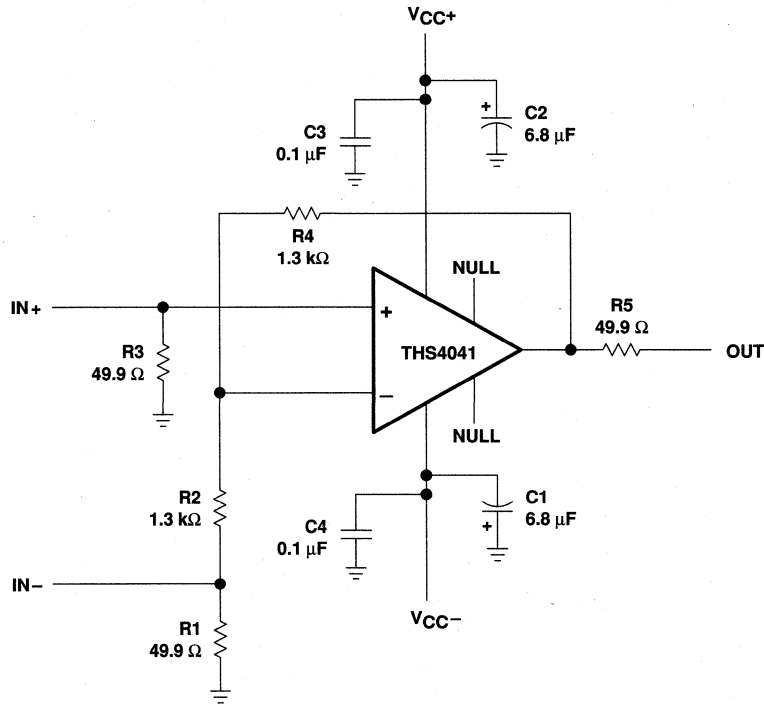 VCC+
C2
6.8 µF
+
C3
0.1 µF
R4
1.3 kΩ
NULL
IN+
R5
49.9 Ω
+
R3
49.9 Ω
THS4041
OUT
−
NULL
R2
1.3 kΩ
C1
6.8 µF
+
C4
0.1 µF
IN−
VCC−
R1
49.9 Ω